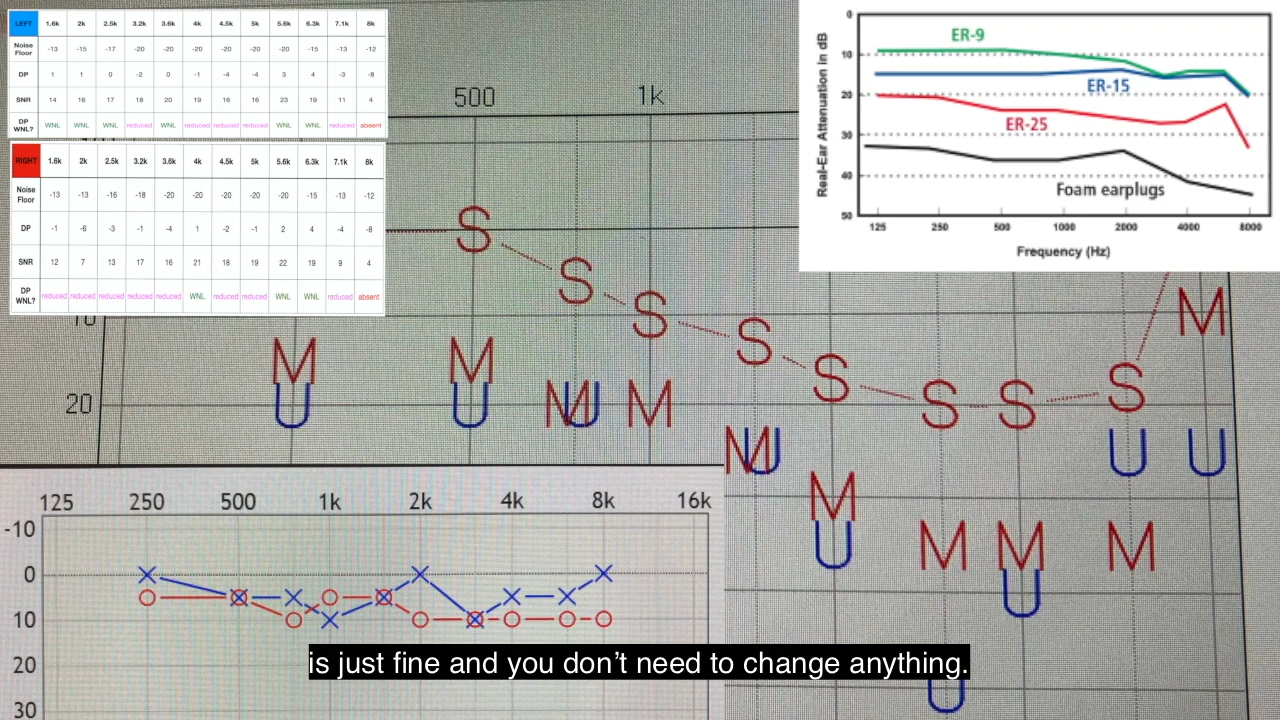 LEFT 1.6k 2k 2.5k 3.2k 3.6k 4k 4.5k 5k 5.6k 6.3k 7.1k 8k
Noise Floor -13 -15 -17 -20 -20 -20 -20 -20 -20 -15 -13 -12
DP 1 1 0 -2 0 -1 -4 -4 3 4 -3 -8
SNR 14 16 17 18 20 19 16 16 23 19 11 4
DP WNL? WNL WNL WNL reduced WNL reduced reduced reduced WNL WNL reduced absent
RIGHT 1.6k 2k 2.5k 3.2k 3.6k 4k 4.5k 5k 5.6k 6.3k 7.1k 8k
Noise Floor -13 -13 -16 -18 -20 -20 -20 -20 -20 -15 -13 -12
DP -1 -6 -3 -1 -4 1 -2 -1 2 4 -4 -8
SNR 12 7 13 17 16 21 18 19 22 19
DP WNL? reduced reduced reduced reduced reduced WNL reduced reduced WNL WNL reduced absent
500 1k
S
S
S
S
S
S
S
S
M
M
M
M
M
M
M
M
M
M
U
U
U
U
U
U
U
U
U
10
20
Real-Ear Attenuation in dB
0
10
20
30
40
50
ER-9
ER-15
ER-25
Foam earplugs
125 250 500 1000 2000 4000 8000
Frequency (Hz)
125 250 500 1k 2k 4k 8k 16k
-10
0
10
20
30
is just fine and you don't need to change anything.